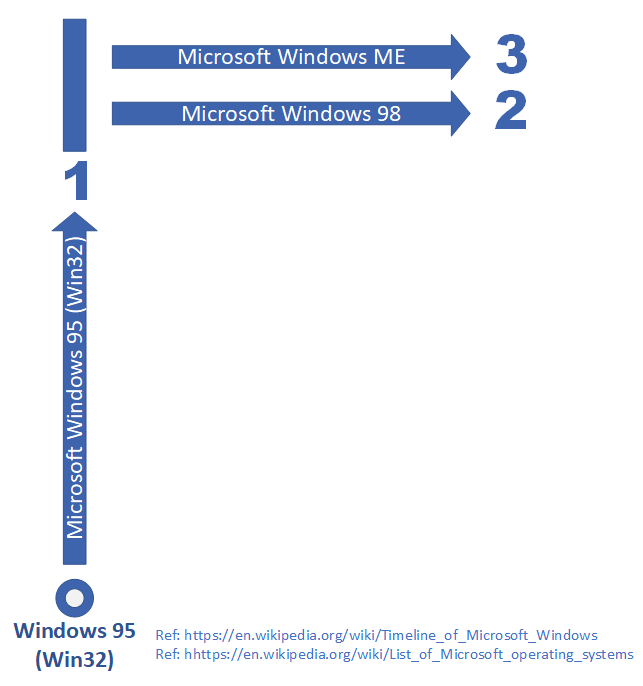 Microsoft Windows ME
3
Microsoft Windows 98
2
1
Microsoft Windows 95 (Win32)
Windows 95
(Win32)
Ref: https://en.wikipedia.org/wiki/Timeline_of_Microsoft_Windows
Ref: hhttps://en.wikipedia.org/wiki/List_of_Microsoft_operating_systems